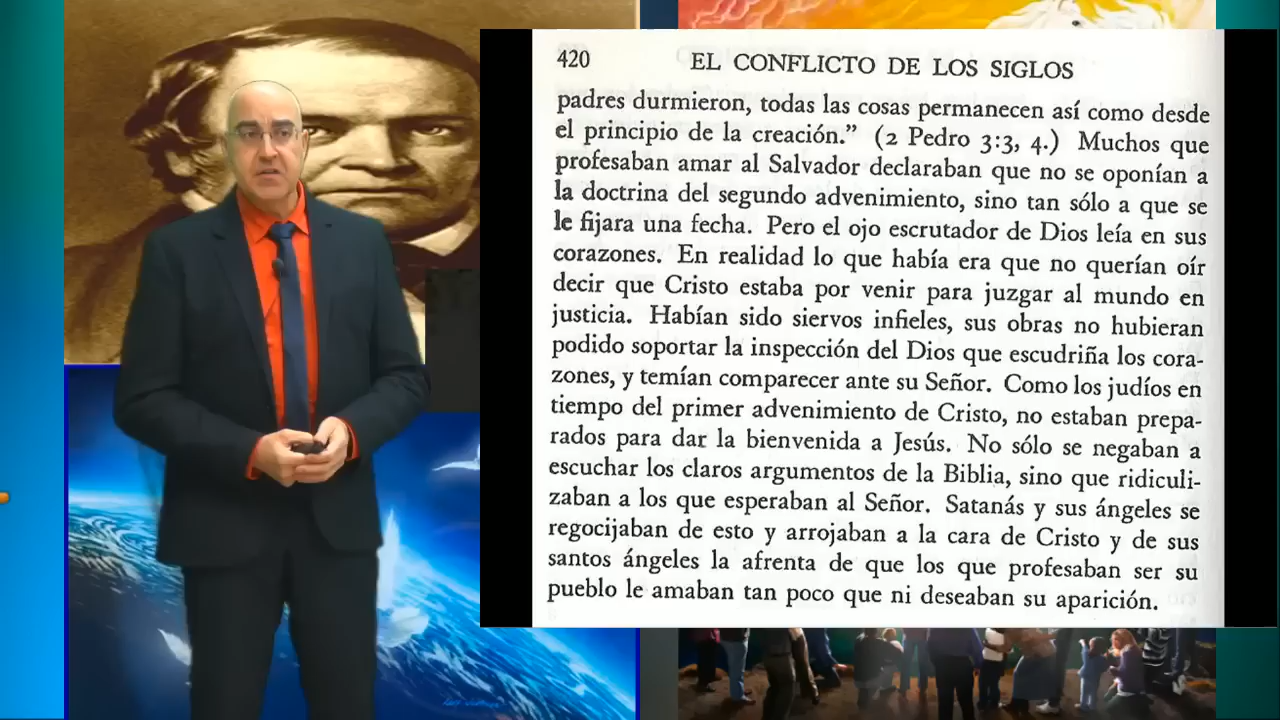 420 EL CONFLICTO DE LOS SIGLOS
padres durmieron, todas las cosas permanecen así como desde
el principio de la creación.” (2 Pedro 3:3, 4.) Muchos que
profesaban amar al Salvador declaraban que no se oponían a
la doctrina del segundo advenimiento, sino tan sólo a que se
le fijara una fecha. Pero el ojo escrutador de Dios leía en sus
corazones. En realidad lo que había era que no querían oír
decir que Cristo estaba por venir para juzgar al mundo en
justicia. Habían sido siervos infieles, sus obras no hubieran
podido soportar la inspección del Dios que escudriña los cora-
zones, y temían comparecer ante su Señor. Como los judíos en
tiempo del primer advenimiento de Cristo, no estaban prepa-
rados para dar la bienvenida a Jesús. No sólo se negaban a
escuchar los claros argumentos de la Biblia, sino que ridiculi-
zaban a los que esperaban al Señor. Satanás y sus ángeles se
regocijaban de esto y arrojaban a la cara de Cristo y de sus
santos ángeles la afrenta de que los que profesaban ser su
pueblo le amaban tan poco que ni deseaban su aparición.